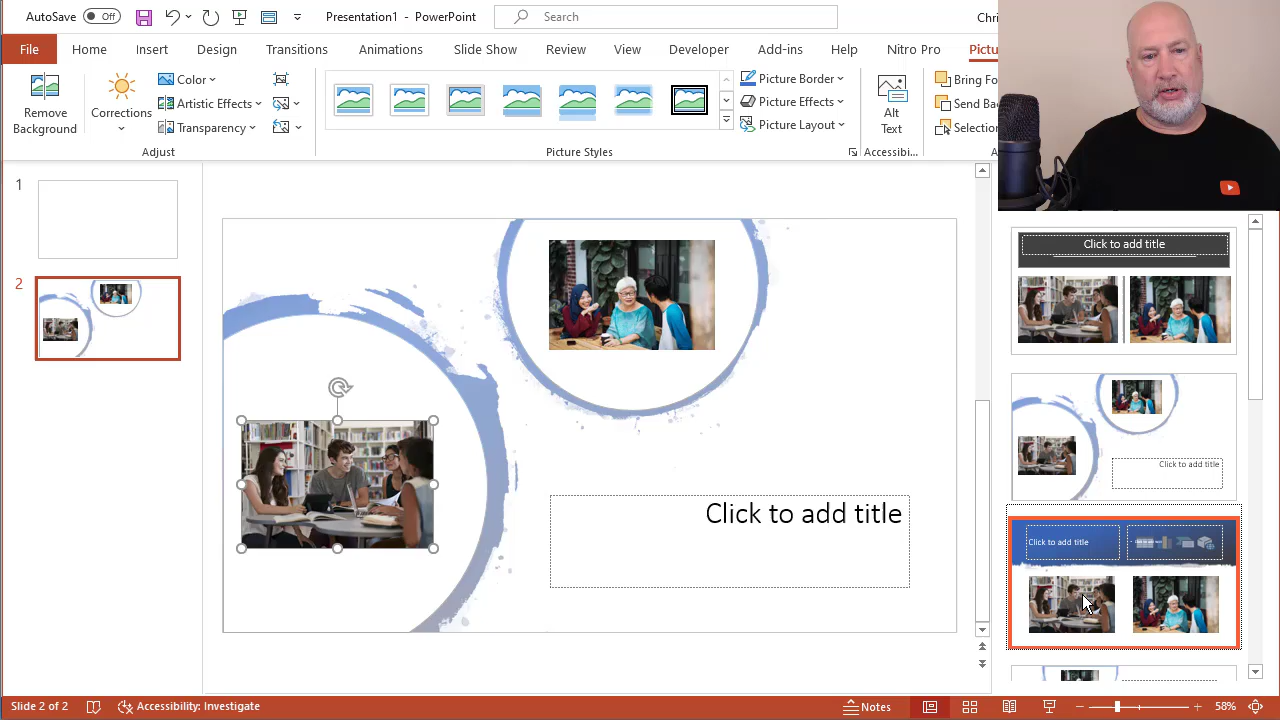 AutoSave Off Presentation1 - PowerPoint Search Chris
File Home Insert Design Transitions Animations Slide Show Review View Developer Add-ins Help Nitro Pro Pictu
Remove Background
Corrections
Color
Artistic Effects
Transparency
Adjust
Picture Styles
Picture Border
Picture Effects
Picture Layout
Alt Text
Accessibi...
Bring Fo
Send Bac
Selection
A
1
2
Click to add title
Click to add title
Click to add title
Click to add title
Slide 2 of 2 Accessibility: Investigate Notes 58%